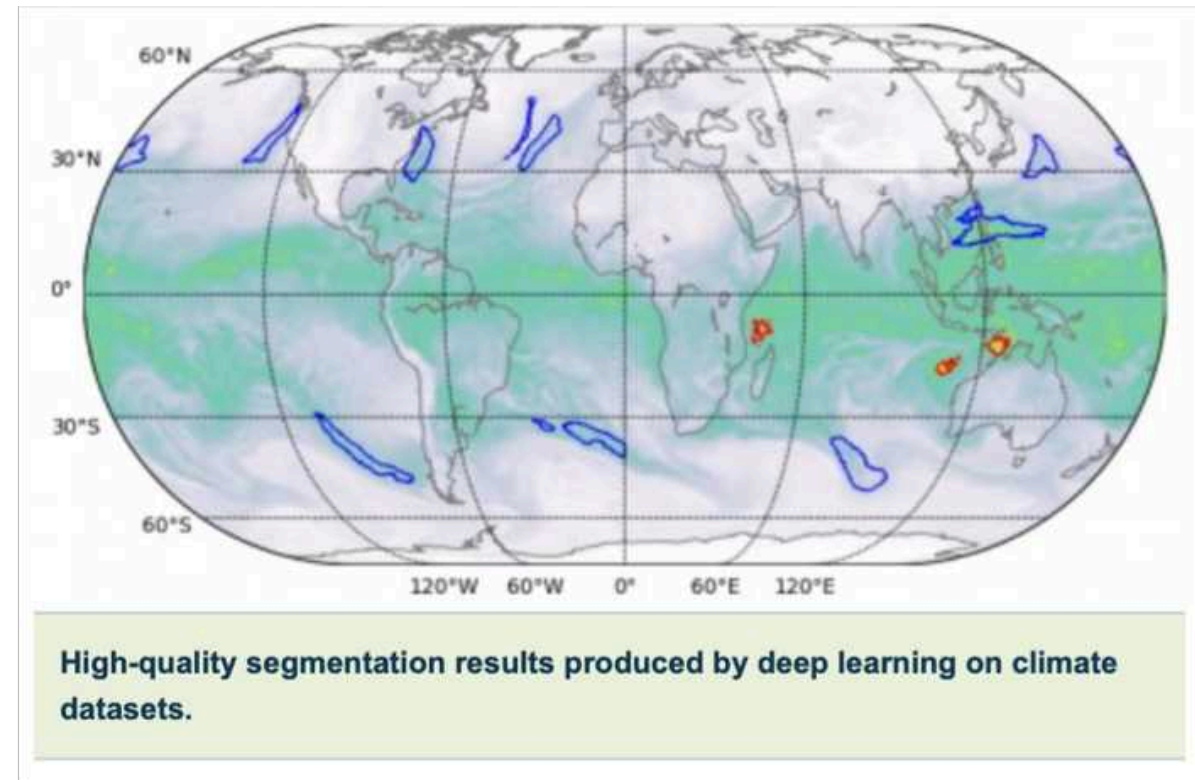 60°N
30°N
0°
30°S
60°S
120°W 60°W 0° 60°E 120°E
High-quality segmentation results produced by deep learning on climate
datasets.